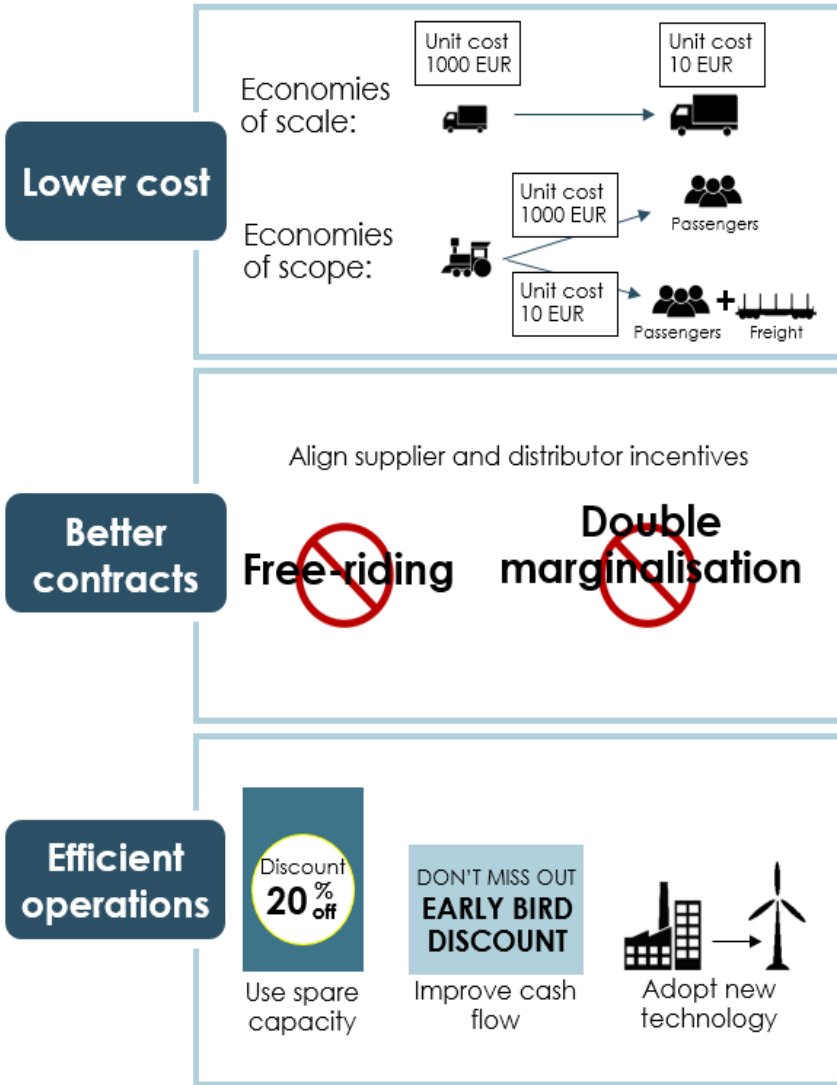 Lower cost
Economies
of scale:
Unit cost
1000 EUR
Unit cost
10 EUR
Economies
of scope:
Unit cost
1000 EUR
Passengers
Unit cost
10 EUR
+
Passengers
Freight
Better
contracts
Align supplier and distributor incentives
Free-riding
Double
marginalisation
Efficient
operations
Discount
20 % off
Use spare
capacity
DON'T MISS OUT
EARLY BIRD
DISCOUNT
Improve cash
flow
Adopt new
technology